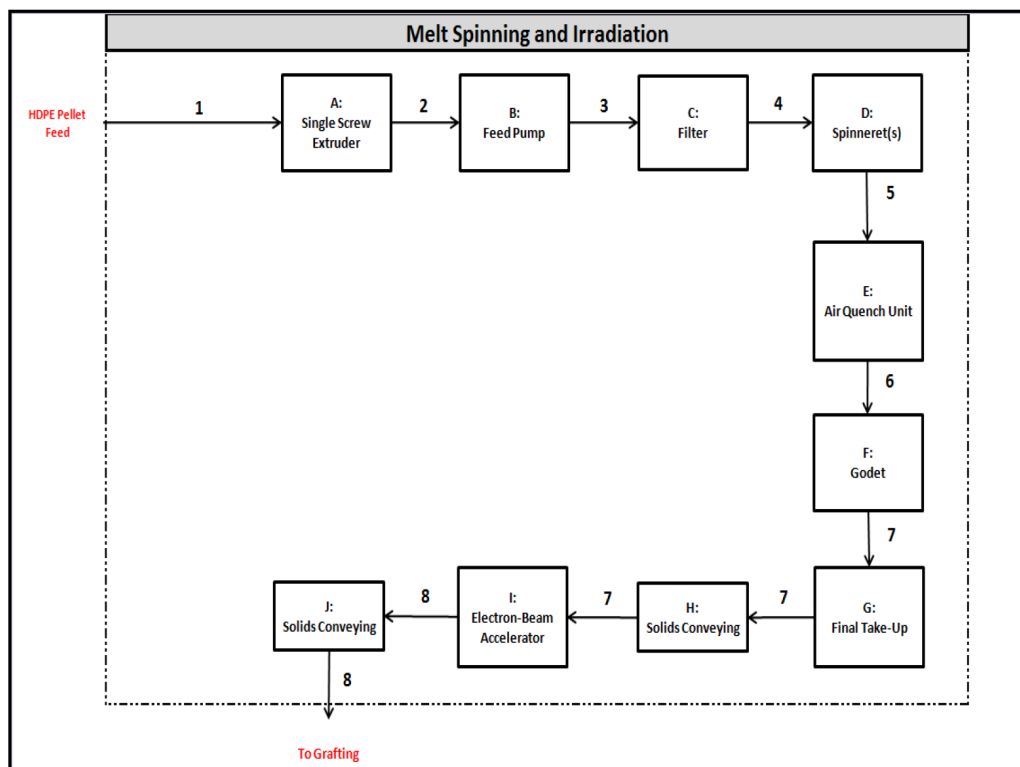 Melt Spinning and Irradiation
HDPE Pellet
Feed
1
A:
Single Screw
Extruder
2
B:
Feed Pump
3
C:
Filter
4
D:
Spinneret(s)
5
E:
Air Quench Unit
6
F:
Godet
7
G:
Final Take-Up
7
H:
Solids Conveying
7
I:
Electron-Beam
Accelerator
8
J:
Solids Conveying
8
To Grafting